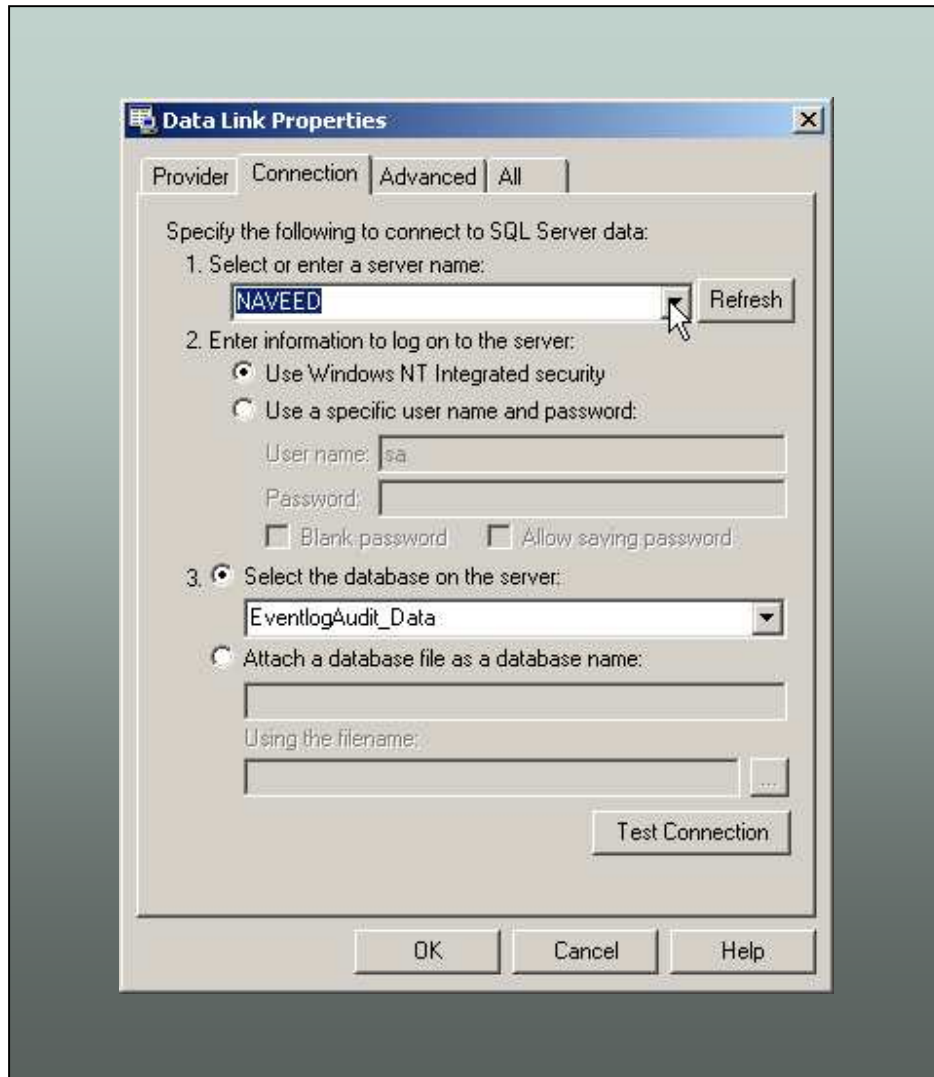 Data Link Properties
Provider Connection Advanced All
Specify the following to connect to SQL Server data:
1. Select or enter a server name:
NAVEED Refresh
2. Enter information to log on to the server:
Use Windows NT Integrated security
Use a specific user name and password:
User name: sa
Password:
Blank password Allow saving password
3. Select the database on the server:
EventlogAudit_Data
Attach a database file as a database name:
Using the filename:
...
Test Connection
OK Cancel Help